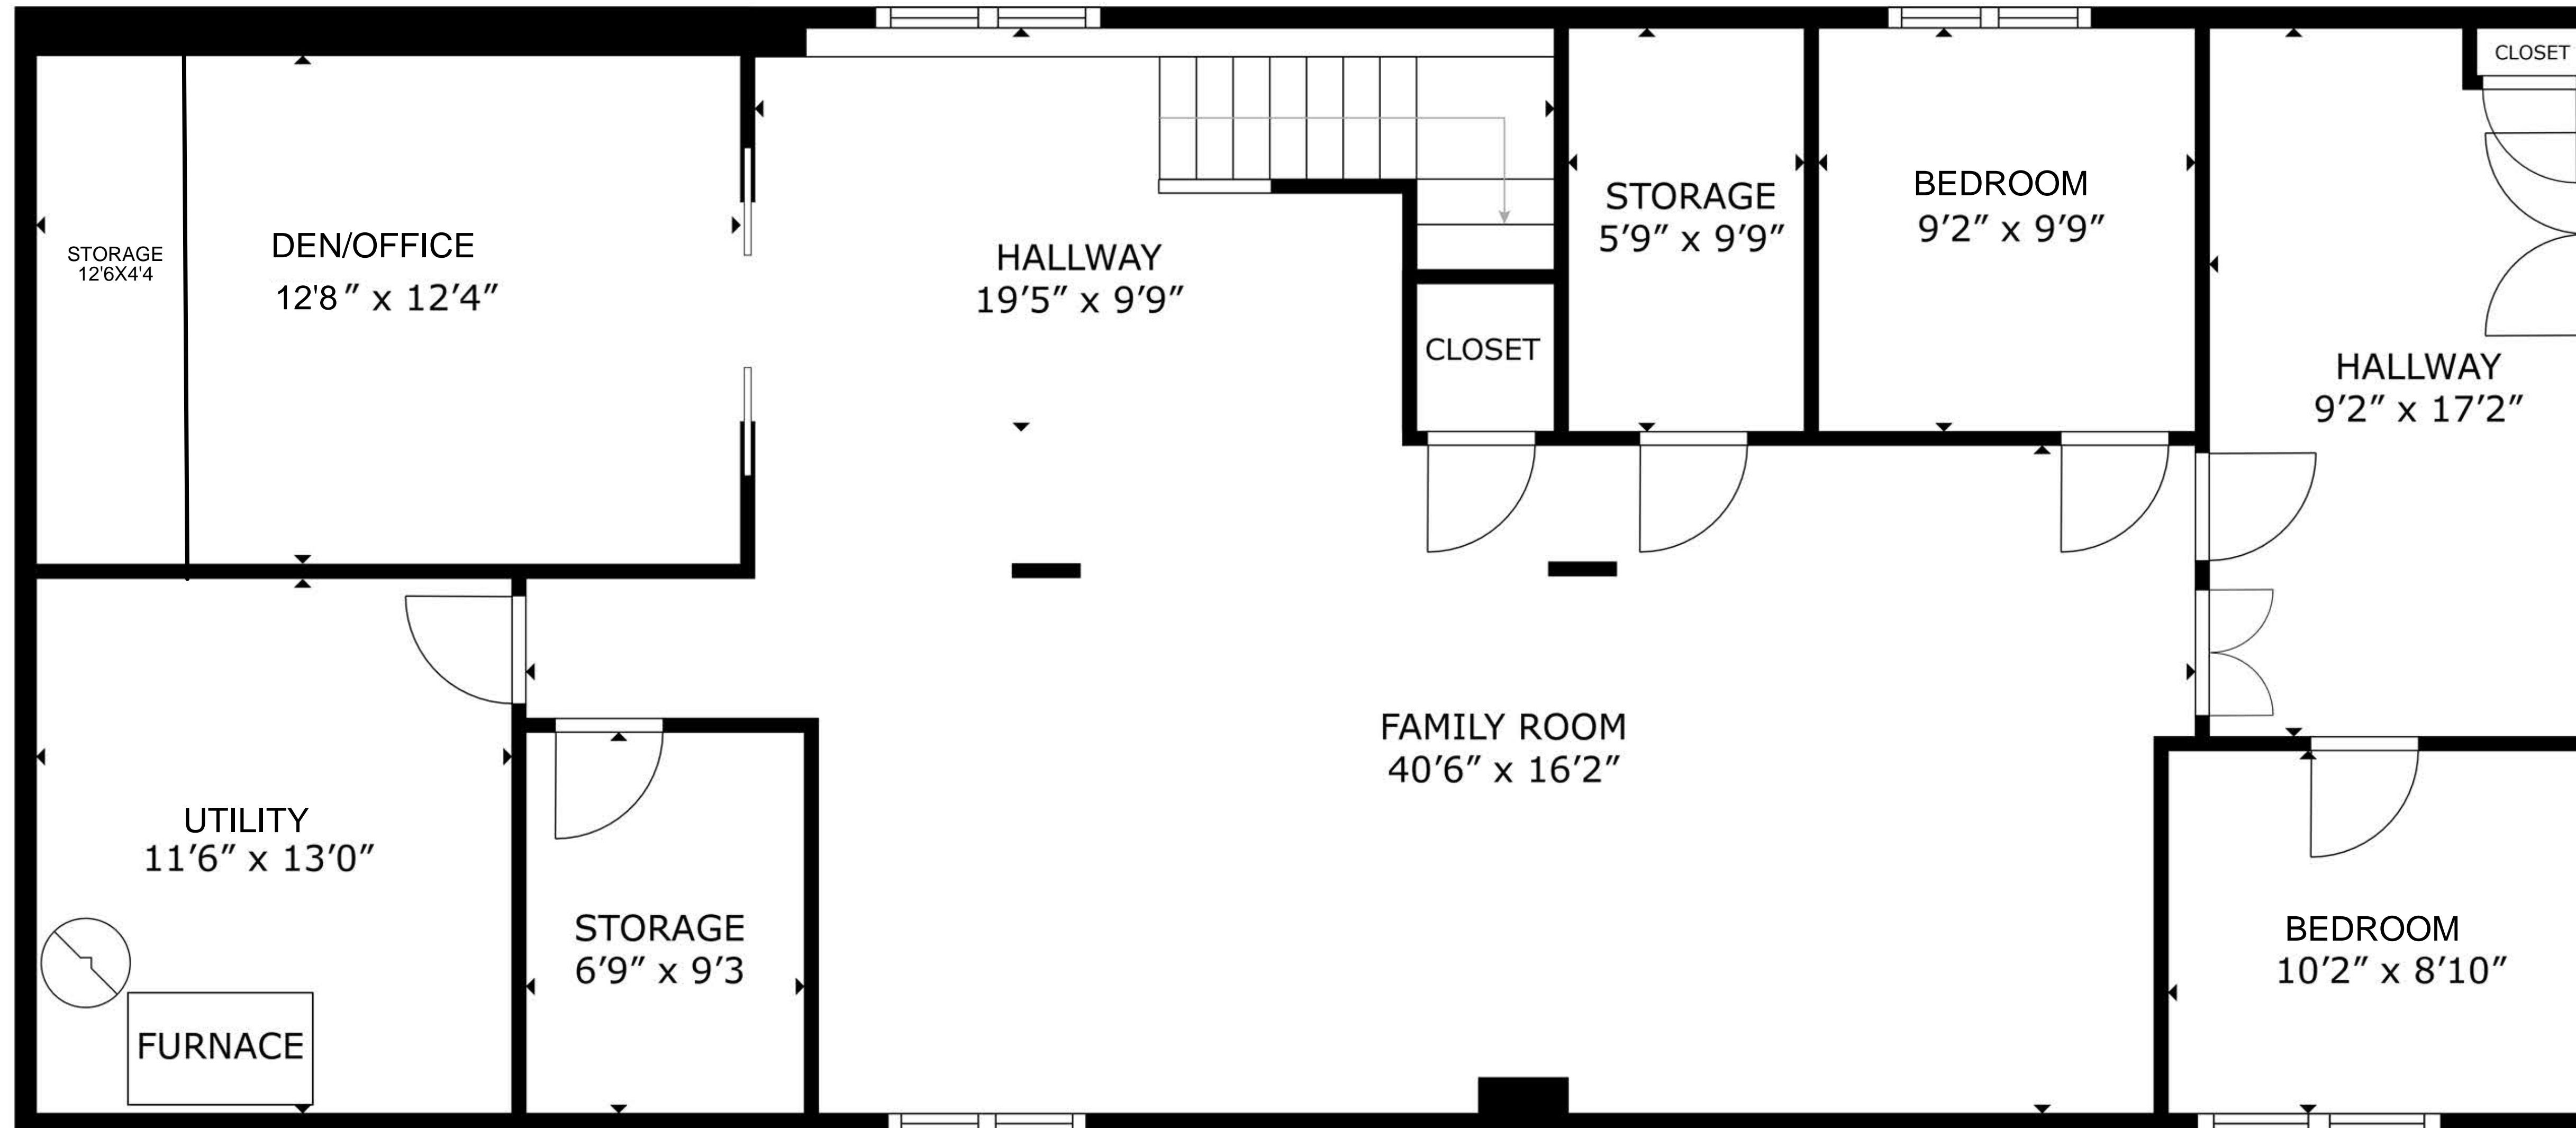 CLOSET
STORAGE
12'6X4'4
DEN/OFFICE
12'8" x 12'4"
HALLWAY
19'5" x 9'9"
STORAGE
5'9" x 9'9"
BEDROOM
9'2" x 9'9"
CLOSET
HALLWAY
9'2" x 17'2"
FAMILY ROOM
40'6" x 16'2"
UTILITY
11'6" x 13'0"
STORAGE
6'9" x 9'3
BEDROOM
10'2" x 8'10"
FURNACE